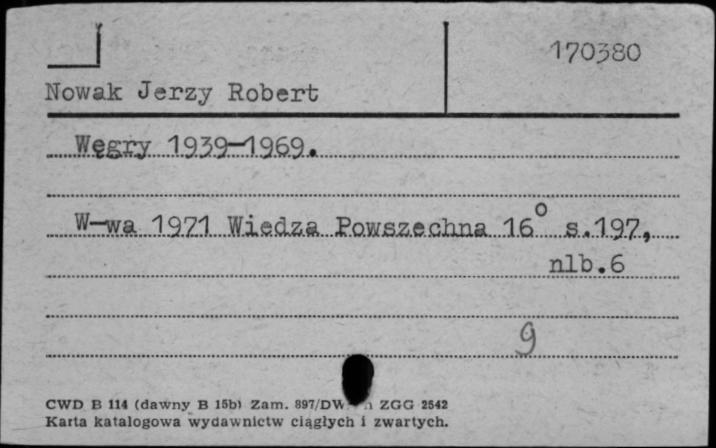 170380
Nowak Jerzy Robert
Węgry 1939-1969.
W-wa 1971 Wiedza Powszechna 16° s.197,
nlb.6
9
CWD B 114 (dawny B 15b) Zam. 897/DW ZGG 2542
Karta katalogowa wydawnictw ciągłych i zwartych.